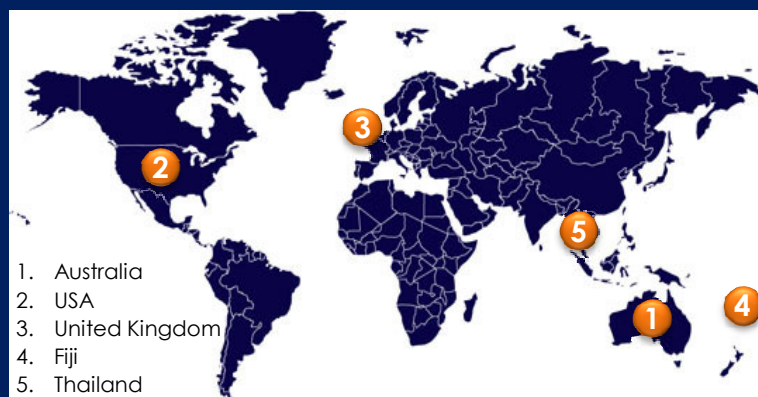 3
2
5
4
1
1. Australia
2. USA
3. United Kingdom
4. Fiji
5. Thailand